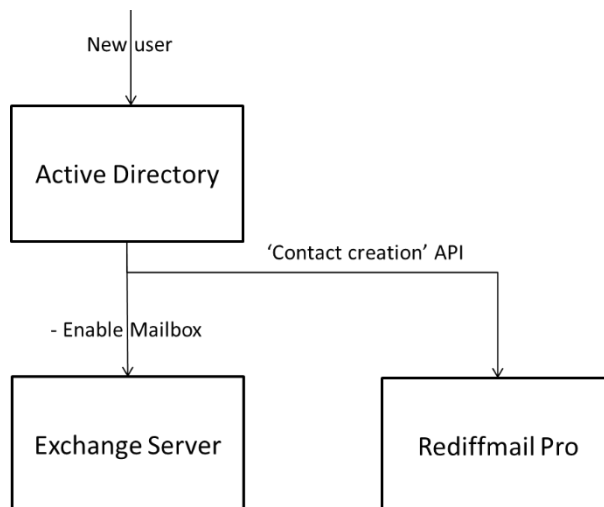 New user
Active Directory
‘Contact creation’ API
- Enable Mailbox
Exchange Server
Rediffmail Pro